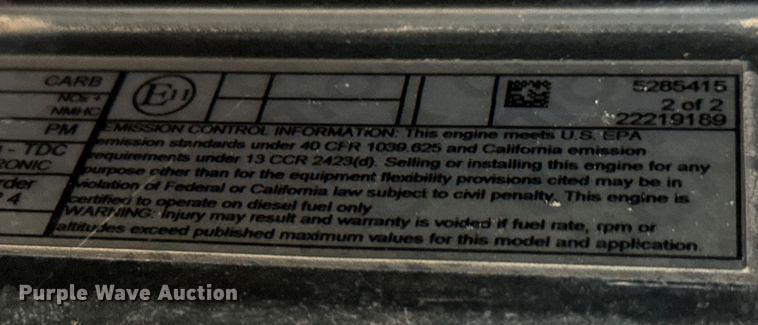 CARB
NOx +
NMHC
PM
- TDC
RONIC
rder
4
E11
5285415
2 of 2
22219189
EMISSION CONTROL INFORMATION: This engine meets U.S. EPA
emission standards under 40 CFR 1039.625 and California emission
requirements under 13 CCR 2423(d). Selling or installing this engine for any
purpose other than for the equipment flexibility provisions cited may be in
violation of Federal or California law subject to civil penalty. This engine is
certified to operate on diesel fuel only
WARNING: Injury may result and warranty is voided if fuel rate, rpm or
altitudes exceed published maximum values for this model and application.
Purple Wave Auction